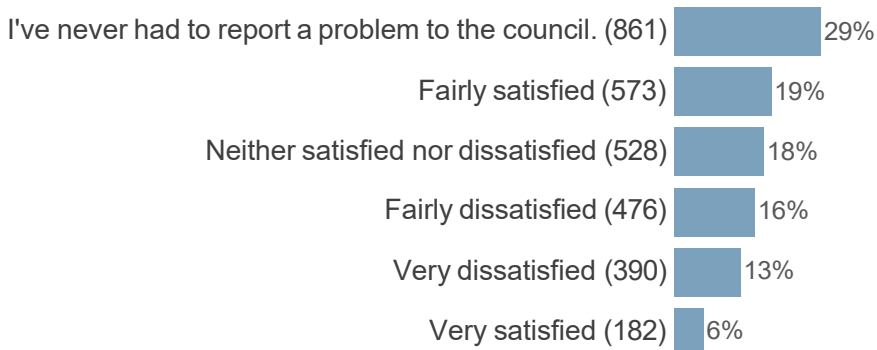 I've never had to report a problem to the council. (861) 29%
Fairly satisfied (573) 19%
Neither satisfied nor dissatisfied (528) 18%
Fairly dissatisfied (476) 16%
Very dissatisfied (390) 13%
Very satisfied (182) 6%